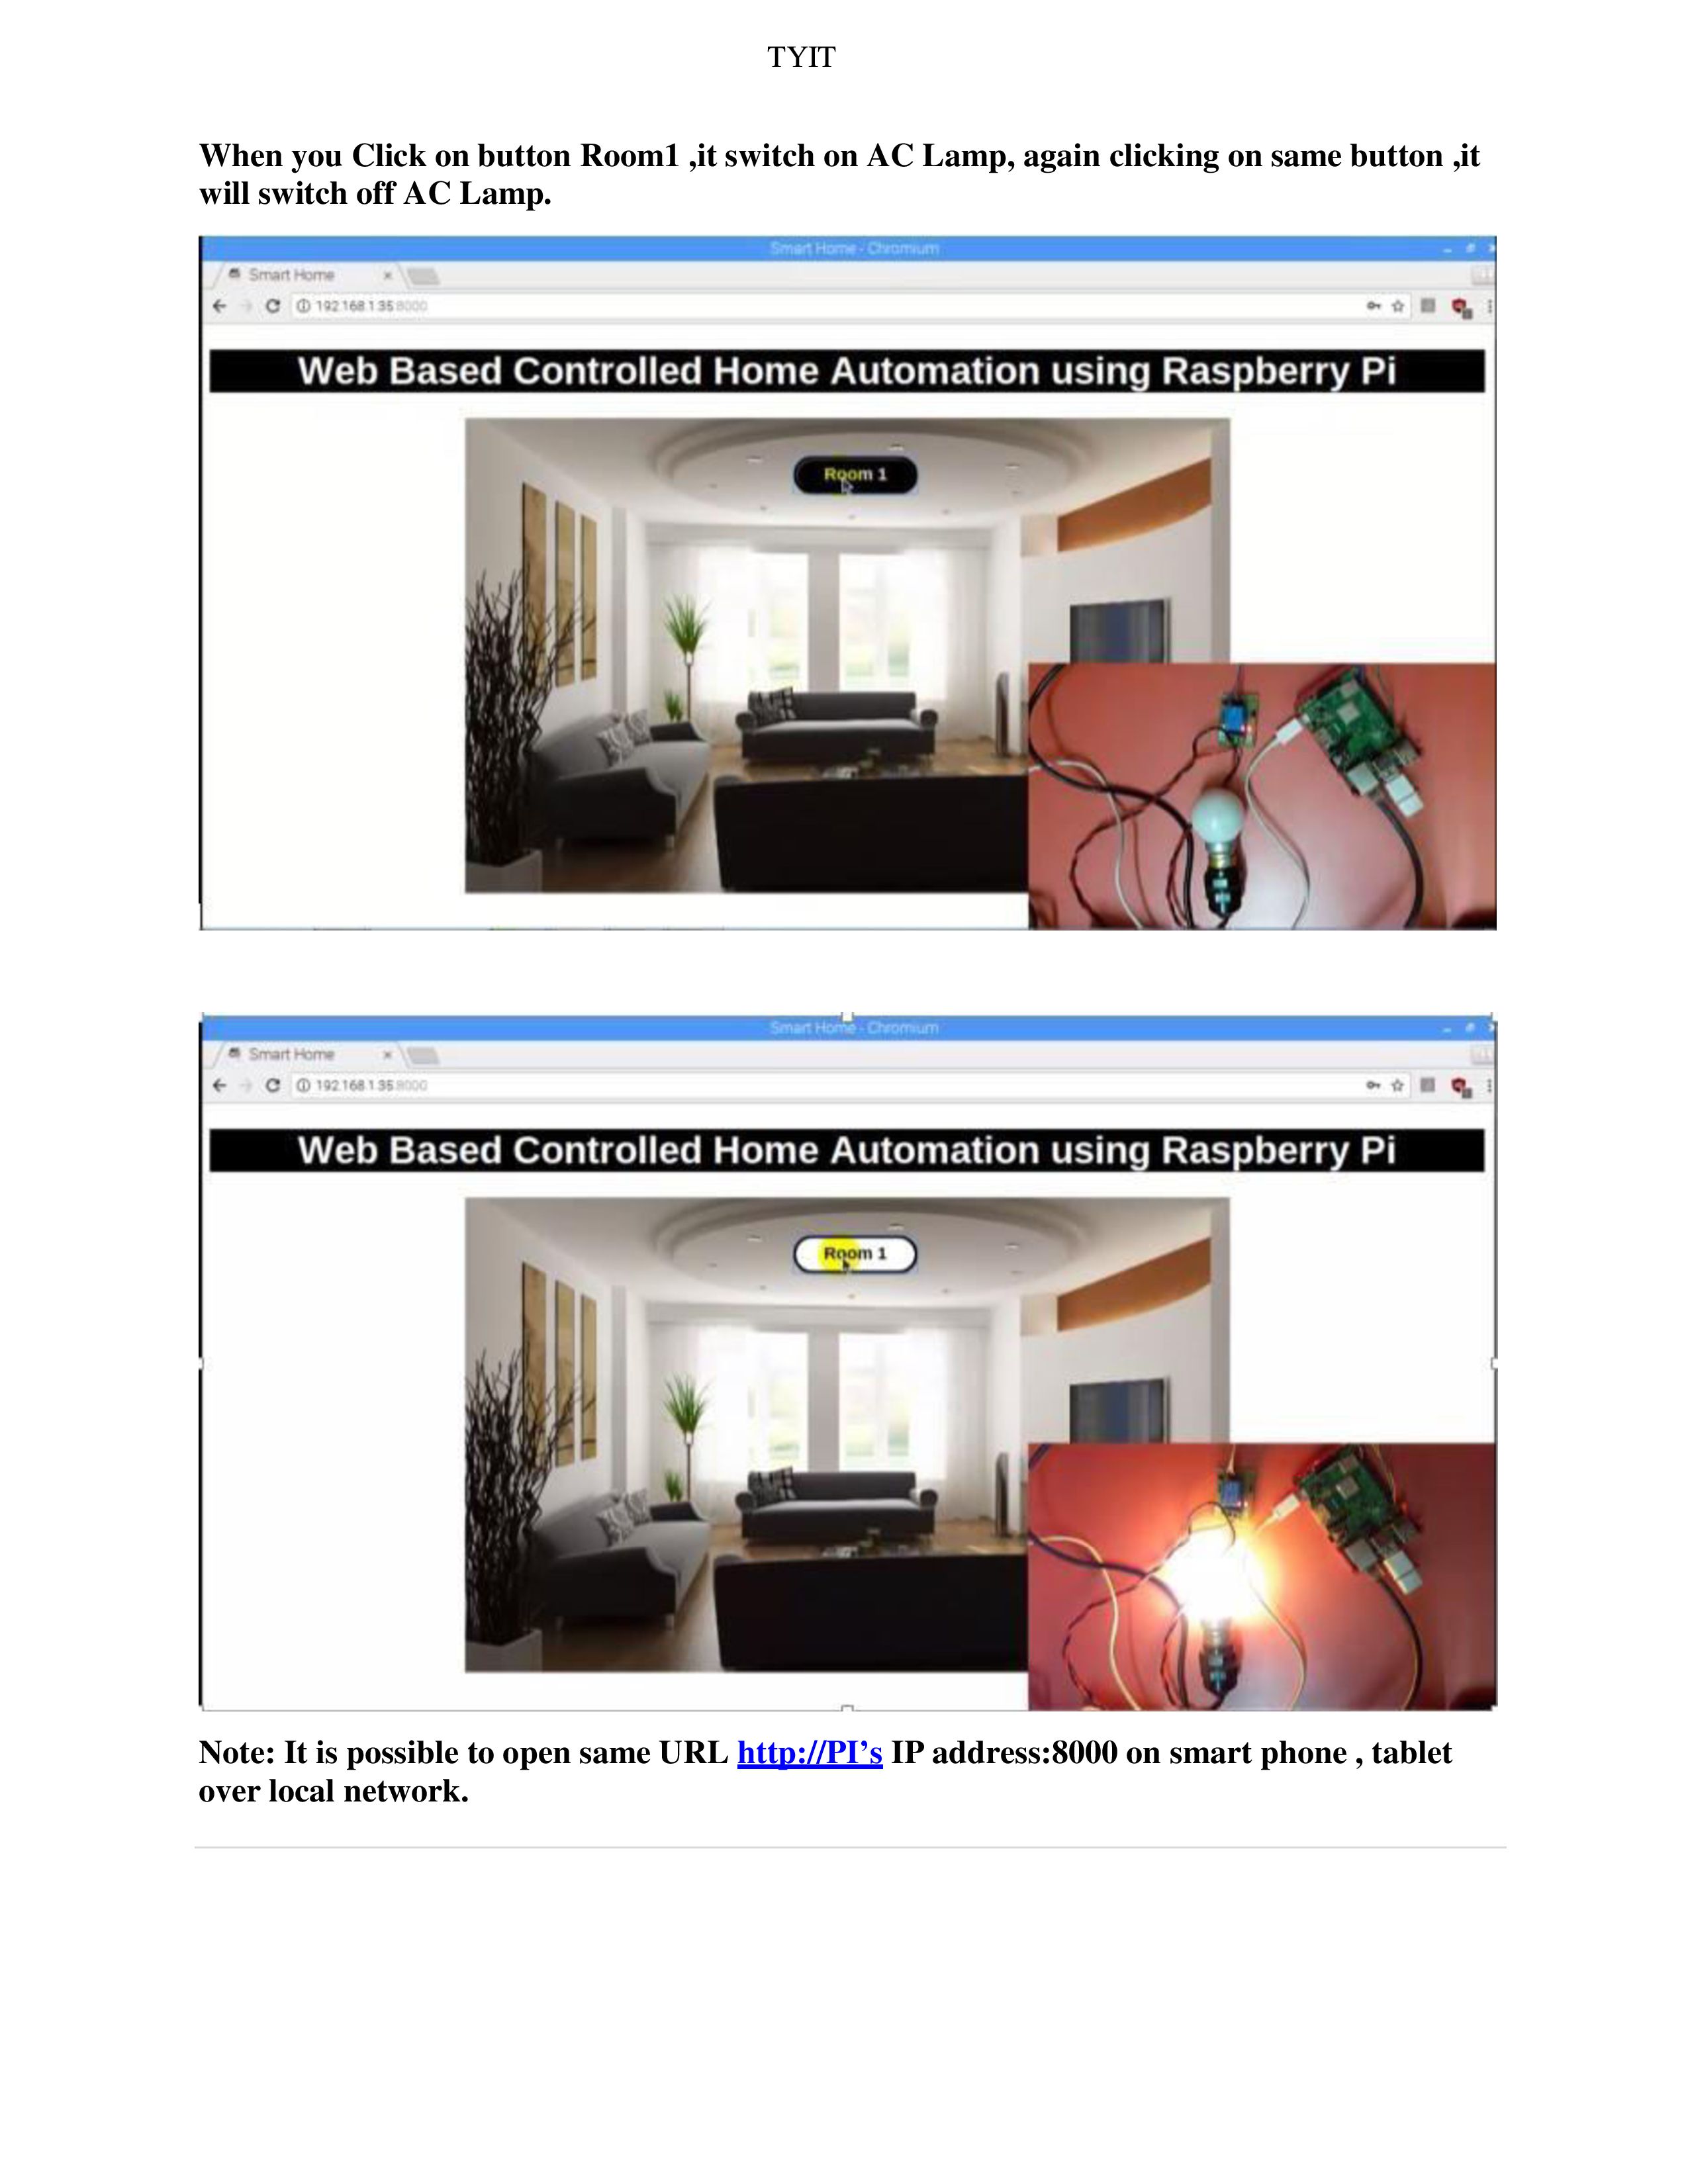 TYIT
When you Click on button Room1 ,it switch on AC Lamp, again clicking on same button ,it
will switch off AC Lamp.
Smart Home - Chromium
Smart Home
192.168.1.35:8000
Web Based Controlled Home Automation using Raspberry Pi
Room 1
Smart Home - Chromium
Smart Home
192.168.1.35:8000
Web Based Controlled Home Automation using Raspberry Pi
Room 1
Note: It is possible to open same URL http://PI’s IP address:8000 on smart phone , tablet
over local network.